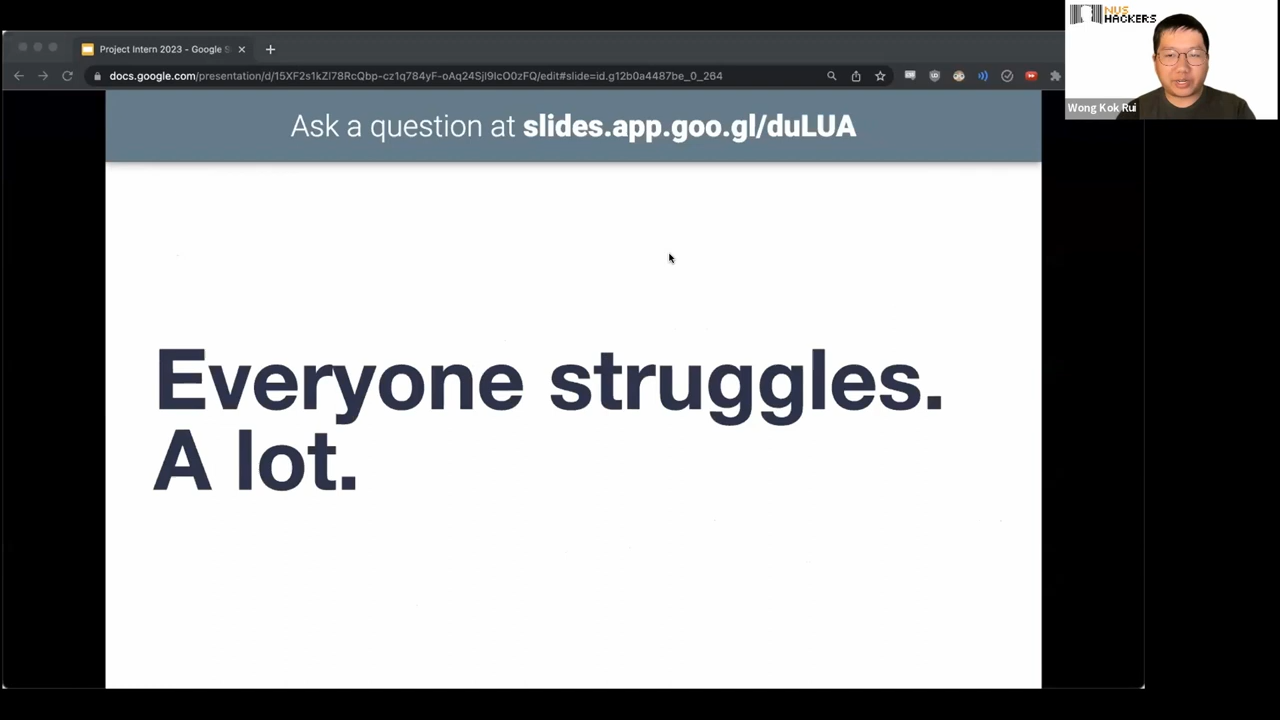 NUS
HACKERS
Wong Kok Rui
Project Intern 2023 - Google S
docs.google.com/presentation/d/15XF2s1kZl78RcQbp-cz1q784yF-oAq24SjI9lcO0zFQ/edit#slide=id.g12b0a4487be_0_264
Ask a question at slides.app.goo.gl/duLUA
Everyone struggles.
A lot.